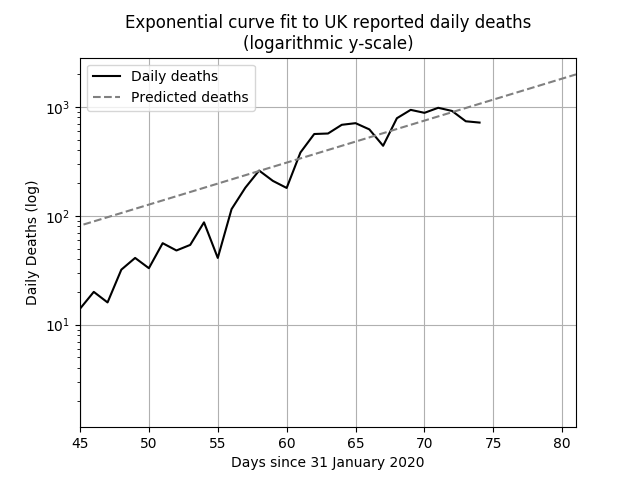 Exponential curve fit to UK reported daily deaths
(logarithmic y-scale)
Daily deaths
Predicted deaths
10³
10²
10¹
Daily Deaths (log)
45 50 55 60 65 70 75 80
Days since 31 January 2020